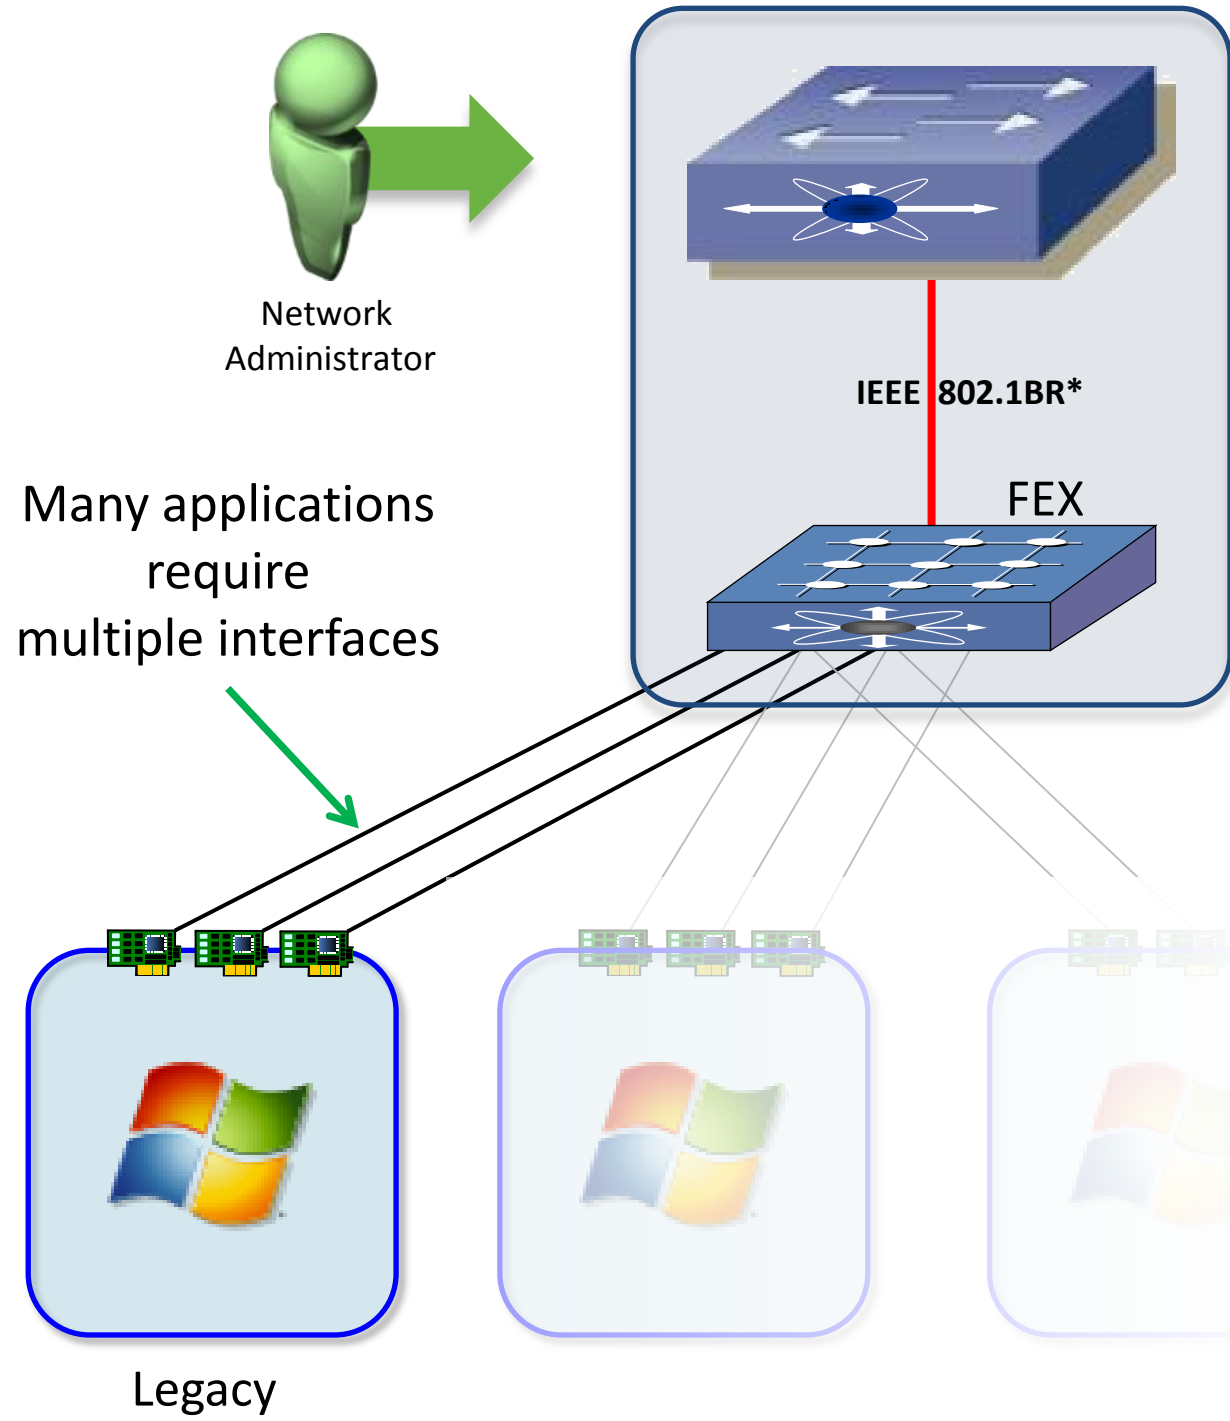 Network
Administrator
IEEE 802.1BR*
FEX
Many applications
require
multiple interfaces
Legacy